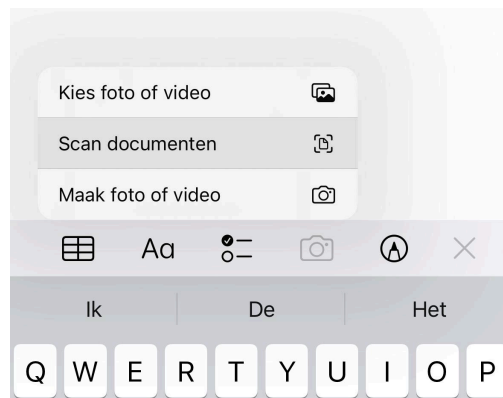 Kies foto of video
Scan documenten
Maak foto of video
Aa
Ik De Het
Q W E R T Y U I O P